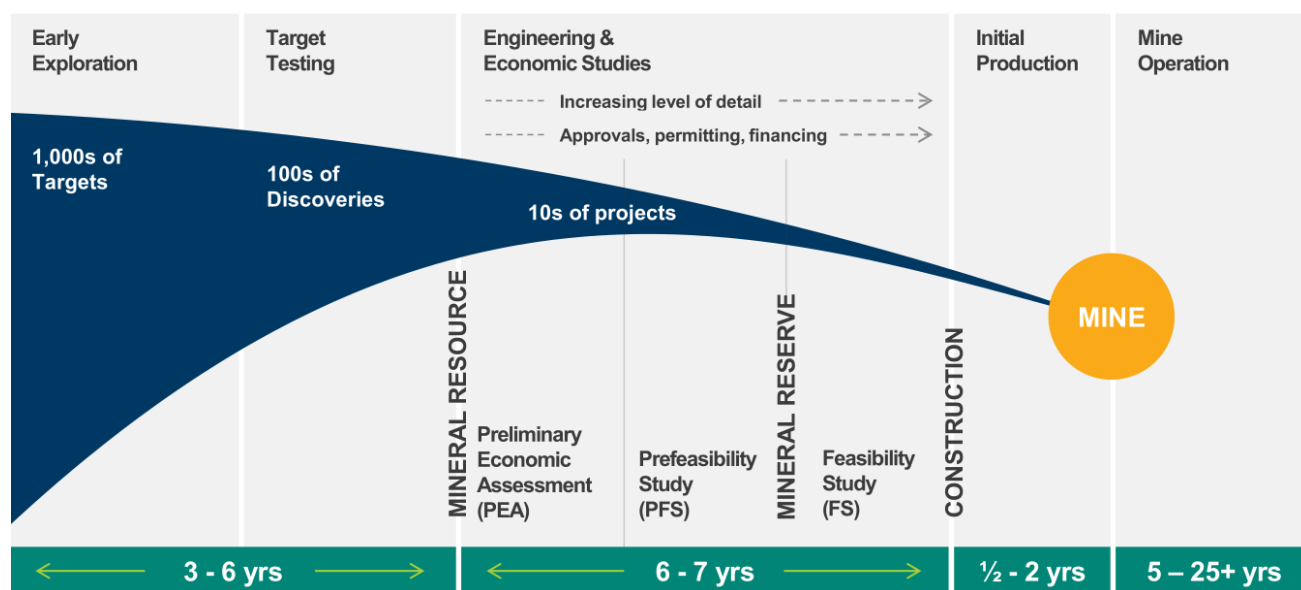 Early
Exploration
Target
Testing
Engineering &
Economic Studies
Initial
Production
Mine
Operation
Increasing level of detail
Approvals, permitting, financing
1,000s of
Targets
100s of
Discoveries
10s of projects
MINE
MINERAL RESOURCE
MINERAL RESERVE
CONSTRUCTION
Preliminary
Economic
Assessment
(PEA)
Prefeasibility
Study
(PFS)
Feasibility
Study
(FS)
3 - 6 yrs
6 - 7 yrs
½ - 2 yrs
5 – 25+ yrs